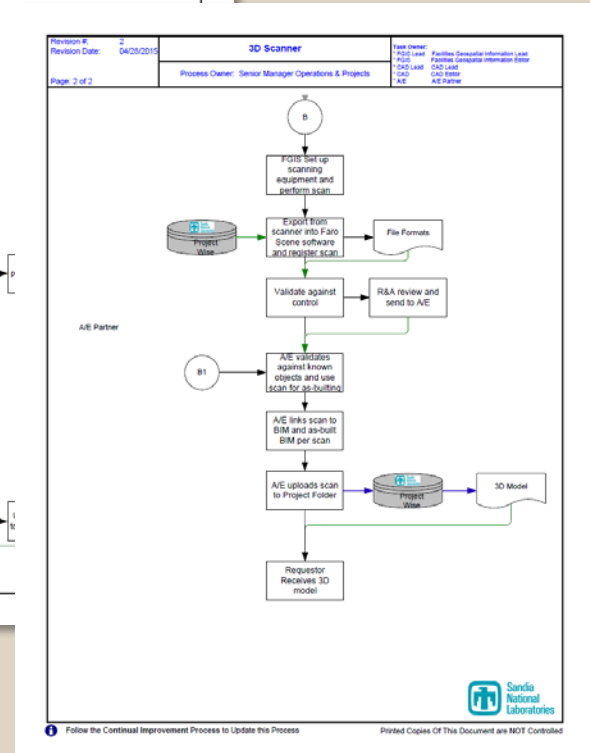 Revision #: 2
Revision Date: 04/28/2015
Page: 2 of 2
3D Scanner
Process Owner: Senior Manager Operations & Projects
Task Owner:
* FGIS Lead Facilities Geospatial Information Lead
* FGIS Facilities Geospatial Information Editor
* CAD Lead CAD Lead
* CAD CAD Editor
* A/E A/E Partner
B
FGIS Set up
scanning
equipment and
perform scan
Project
Wise
Export from
scanner into Faro
Scene software
and register scan
File Formats
Validate against
control
R&A review and
send to A/E
A/E Partner
B1
A/E validates
against known
objects and use
scan for as-builting
A/E links scan to
BIM and as-built
BIM per scan
A/E uploads scan
to Project Folder
Project
Wise
3D Model
Requestor
Receives 3D
model
Sandia
National
Laboratories
Follow the Continual Improvement Process to Update this Process
Printed Copies Of This Document are NOT Controlled